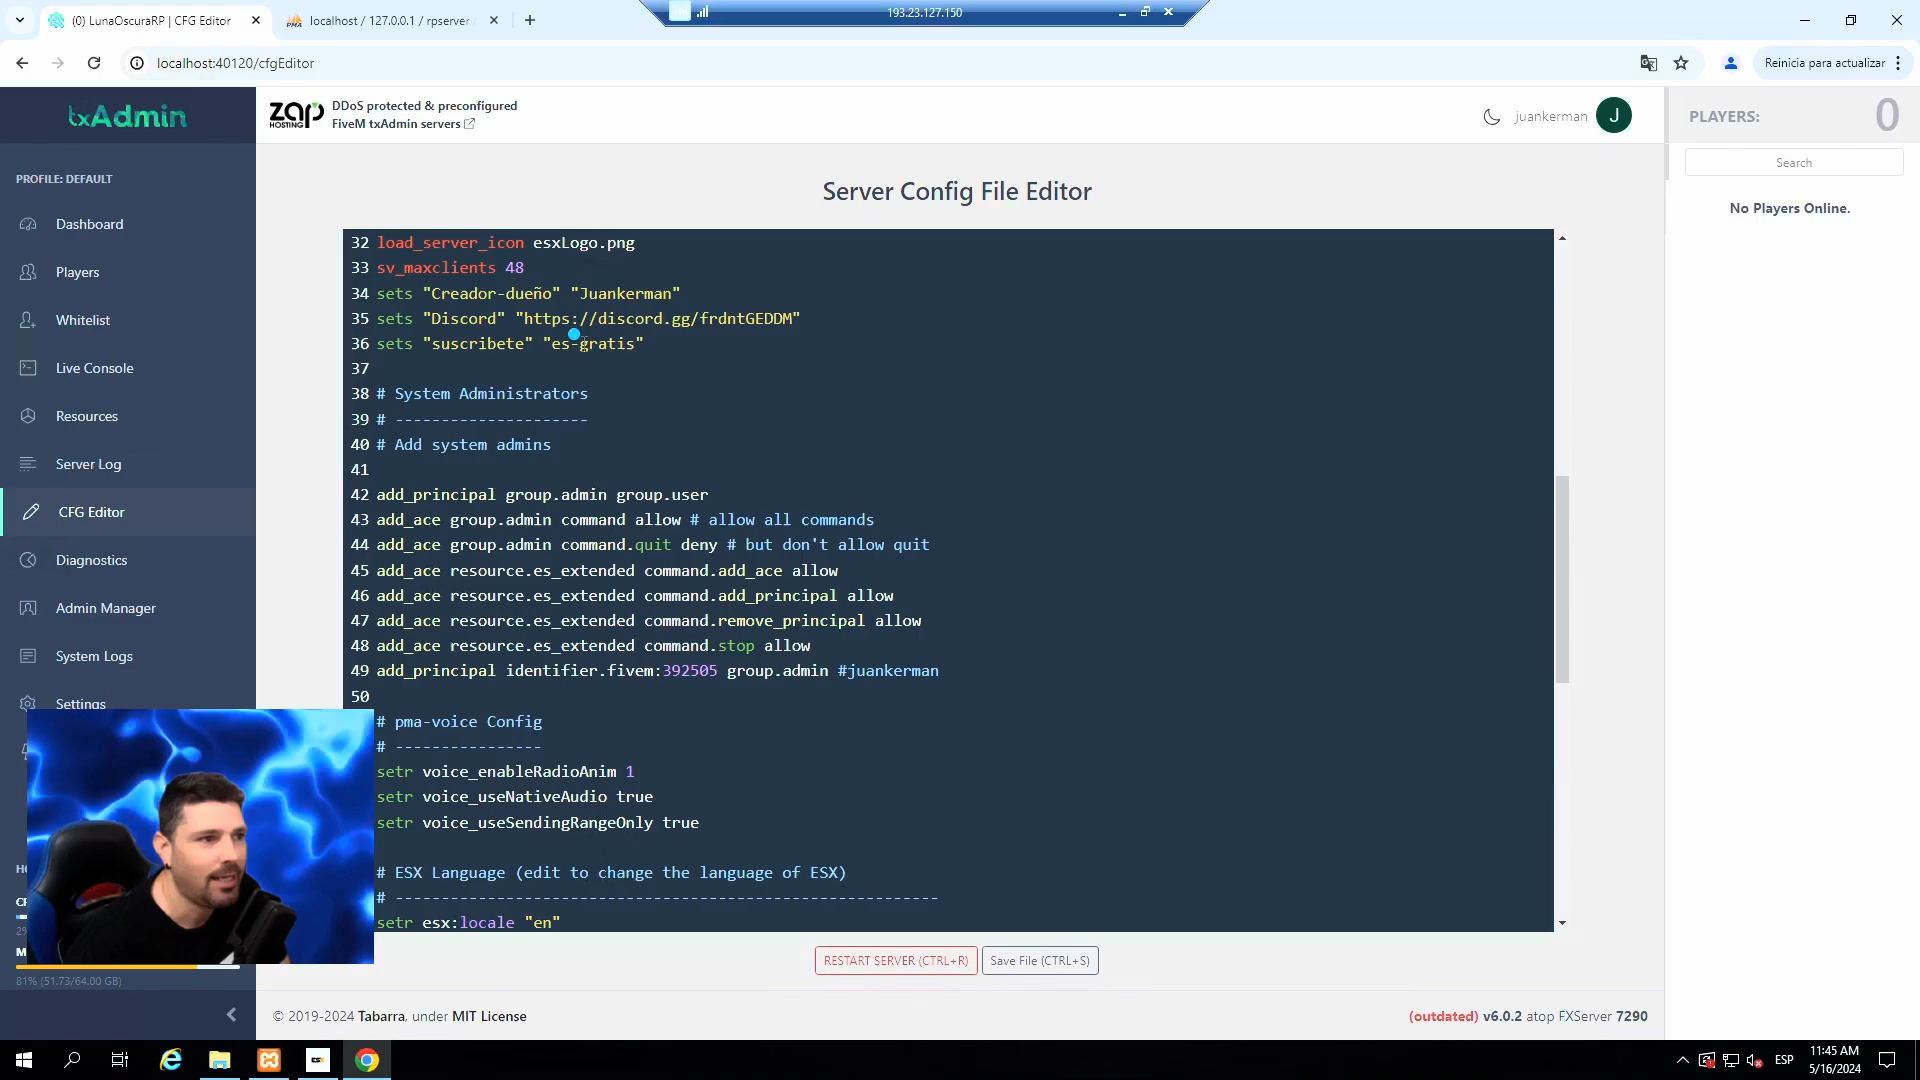 (0) LunaOscuraRP | CFG Editor
localhost / 127.0.0.1 / rpserver
193.23.127.150
localhost:40120/cfgEditor
Reinicia para actualizar
txAdmin
ZAP HOSTING
DDoS protected & preconfigured
FiveM txAdmin servers
juankerman
J
PLAYERS:
0
Search
No Players Online.
PROFILE: DEFAULT
Dashboard
Players
Whitelist
Live Console
Resources
Server Log
CFG Editor
Diagnostics
Admin Manager
System Logs
Settings
81% (51.73/64.00 GB)
Server Config File Editor
32 load_server_icon esxLogo.png
33 sv_maxclients 48
34 sets "Creador-dueño" "Juankerman"
35 sets "Discord" "https://discord.gg/frdntGEDDM"
36 sets "suscribete" "es-gratis"
37
38 # System Administrators
39 # ---------------------
40 # Add system admins
41
42 add_principal group.admin group.user
43 add_ace group.admin command allow # allow all commands
44 add_ace group.admin command.quit deny # but don't allow quit
45 add_ace resource.es_extended command.add_ace allow
46 add_ace resource.es_extended command.add_principal allow
47 add_ace resource.es_extended command.remove_principal allow
48 add_ace resource.es_extended command.stop allow
49 add_principal identifier.fivem:392505 group.admin #juankerman
50
# pma-voice Config
# ----------------
setr voice_enableRadioAnim 1
setr voice_useNativeAudio true
setr voice_useSendingRangeOnly true
# ESX Language (edit to change the language of ESX)
# -----------------------------------------------------------
setr esx:locale "en"
RESTART SERVER (CTRL+R)
Save File (CTRL+S)
© 2019-2024 Tabarra, under MIT License
(outdated) v6.0.2 atop FXServer 7290
ESP
11:45 AM
5/16/2024